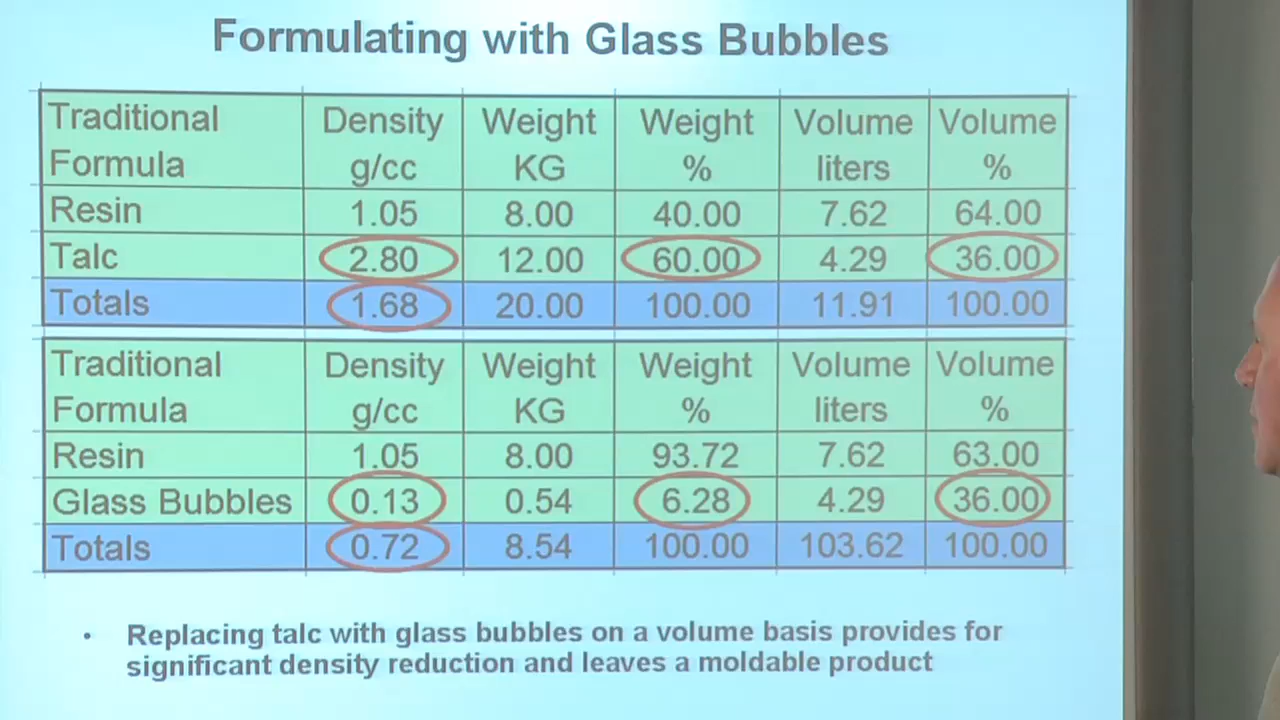 Formulating with Glass Bubbles
Traditional Formula Density g/cc Weight KG Weight % Volume liters Volume %
Resin 1.05 8.00 40.00 7.62 64.00
Talc 2.80 12.00 60.00 4.29 36.00
Totals 1.68 20.00 100.00 11.91 100.00
Traditional Formula Density g/cc Weight KG Weight % Volume liters Volume %
Resin 1.05 8.00 93.72 7.62 63.00
Glass Bubbles 0.13 0.54 6.28 4.29 36.00
Totals 0.72 8.54 100.00 103.62 100.00
• Replacing talc with glass bubbles on a volume basis provides for
significant density reduction and leaves a moldable product